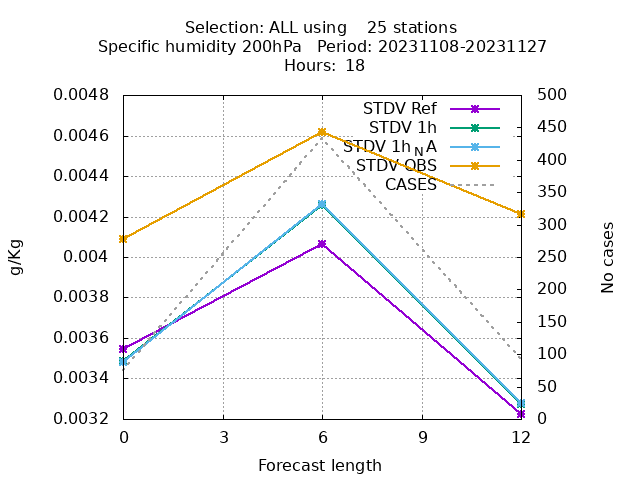 Selection: ALL using    25 stations
Specific humidity 200hPa   Period: 20231108-20231127
Hours: 18
0.0048
0.0046
0.0044
0.0042
0.004
0.0038
0.0036
0.0034
0.0032
g/Kg
500
450
400
350
300
250
200
150
100
50
0
No cases
STDV Ref
STDV 1h
STDV 1h_NA
STDV OBS
CASES
0 3 6 9 12
Forecast length